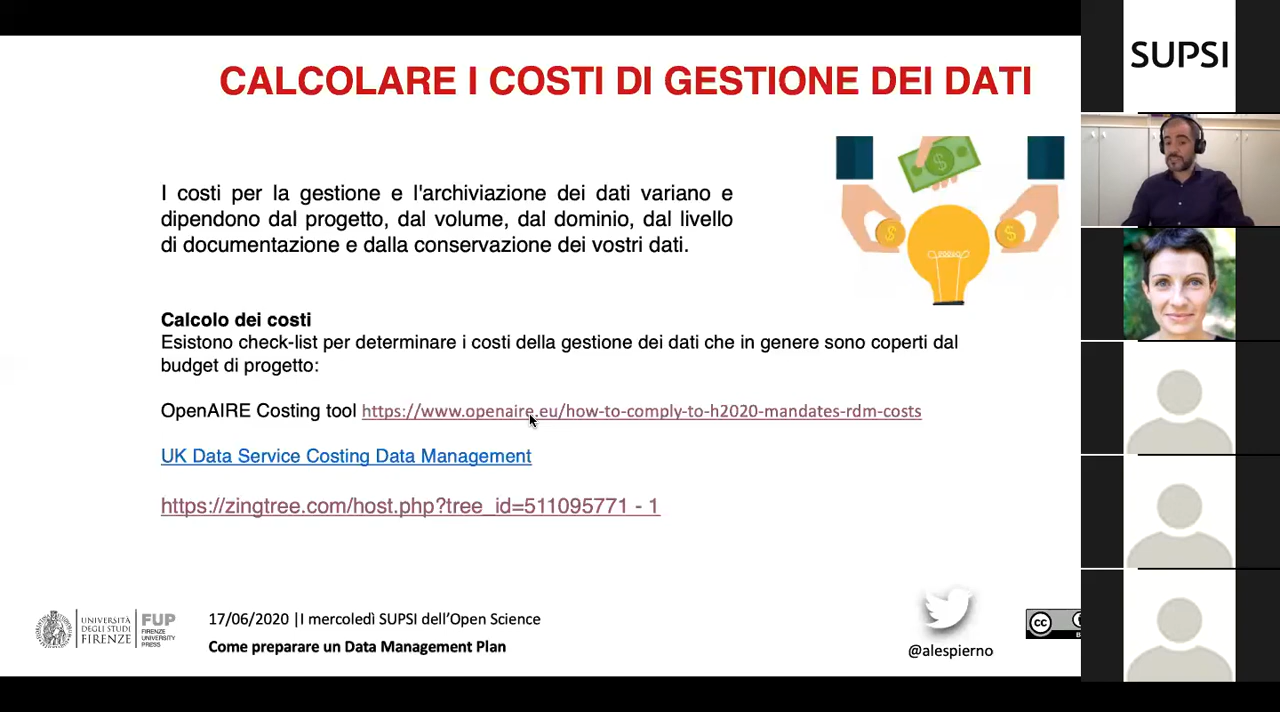 CALCOLARE I COSTI DI GESTIONE DEI DATI
SUPSI
I costi per la gestione e l'archiviazione dei dati variano e
dipendono dal progetto, dal volume, dal dominio, dal livello
di documentazione e dalla conservazione dei vostri dati.
Calcolo dei costi
Esistono check-list per determinare i costi della gestione dei dati che in genere sono coperti dal
budget di progetto:
OpenAIRE Costing tool https://www.openaire.eu/how-to-comply-to-h2020-mandates-rdm-costs
UK Data Service Costing Data Management
https://zingtree.com/host.php?tree_id=511095771 - 1
UNIVERSITÀ
DEGLI STUDI
FIRENZE
FUP
FIRENZE
UNIVERSITY
PRESS
17/06/2020 |I mercoledì SUPSI dell'Open Science
Come preparare un Data Management Plan
@alespierno
cc